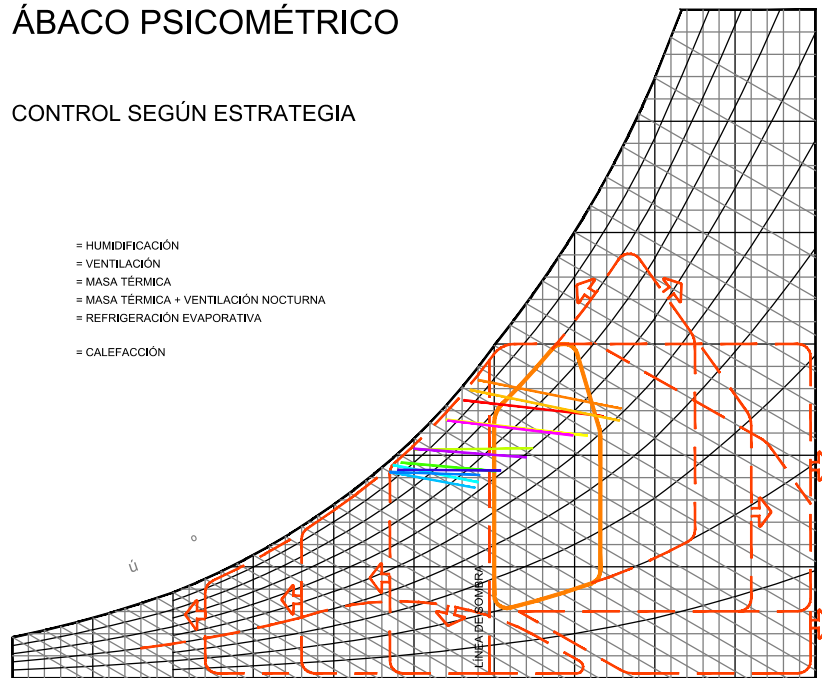 ÁBACO PSICOMÉTRICO
CONTROL SEGÚN ESTRATEGIA
= HUMIDIFICACIÓN
= VENTILACIÓN
= MASA TÉRMICA
= MASA TÉRMICA + VENTILACIÓN NOCTURNA
= REFRIGERACIÓN EVAPORATIVA
= CALEFACCIÓN
ú
o
LÍNEA DE SOMBRA